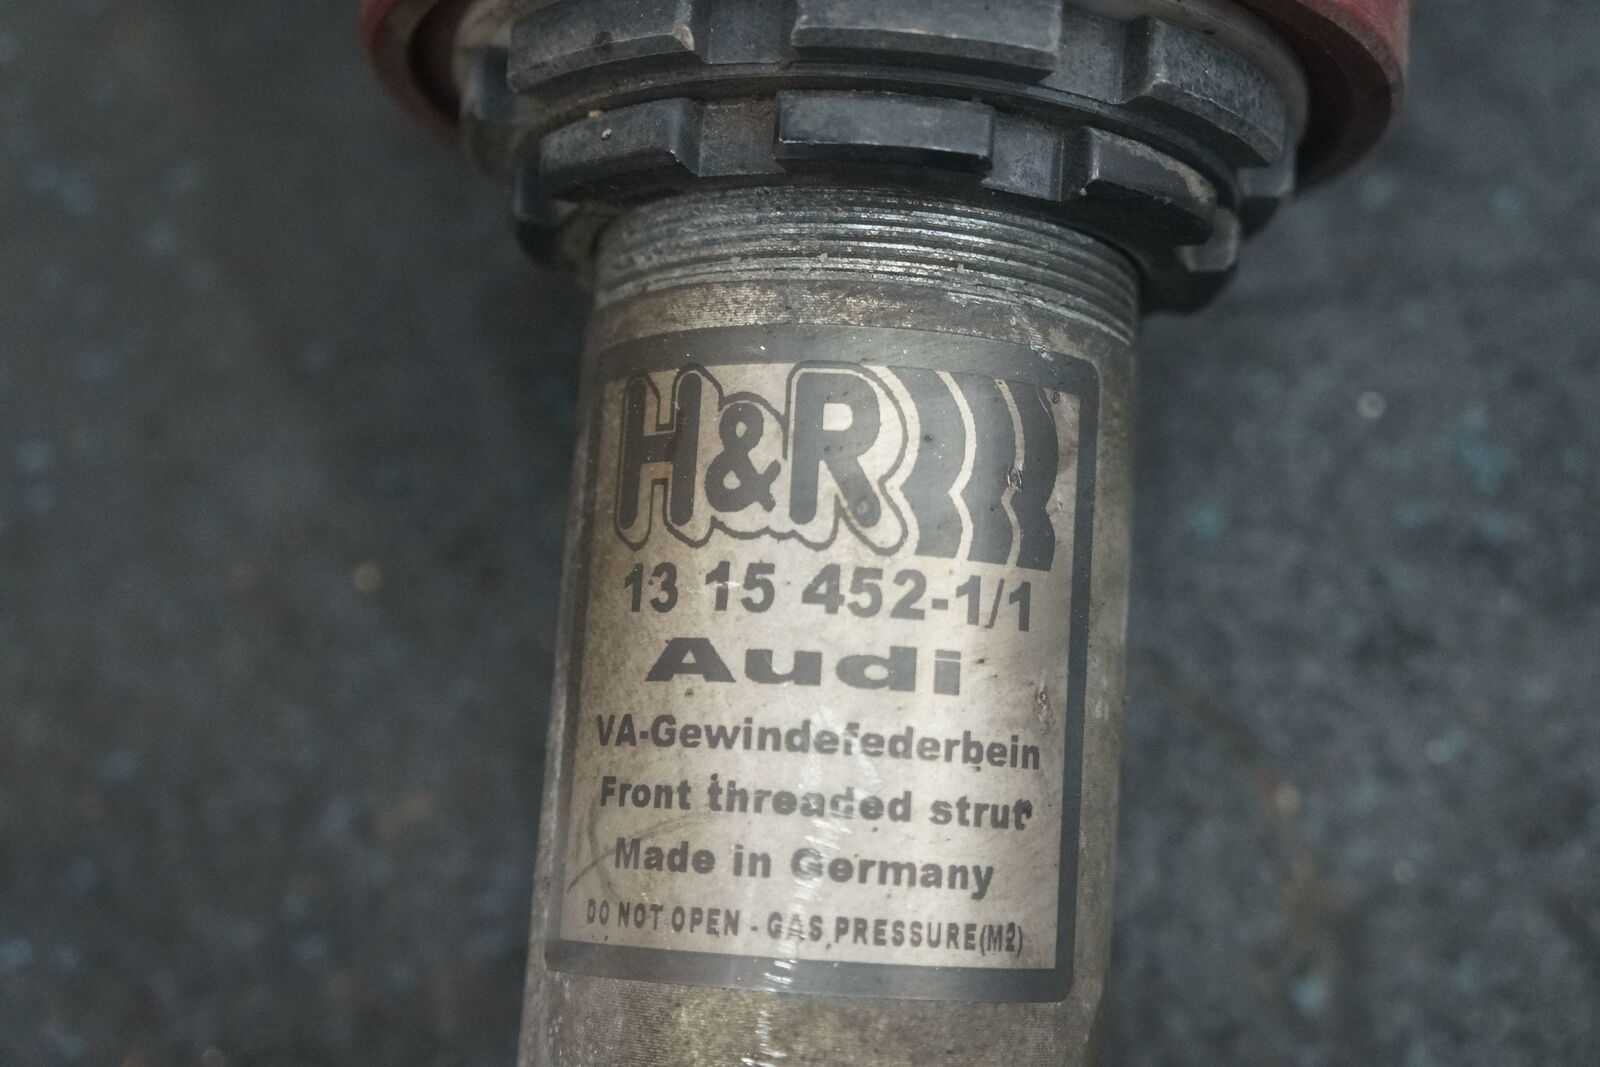 H&R
13 15 452-1/1
Audi
VA-Gewindefederbein
Front threaded strut
Made in Germany
DO NOT OPEN - GAS PRESSURE(M2)